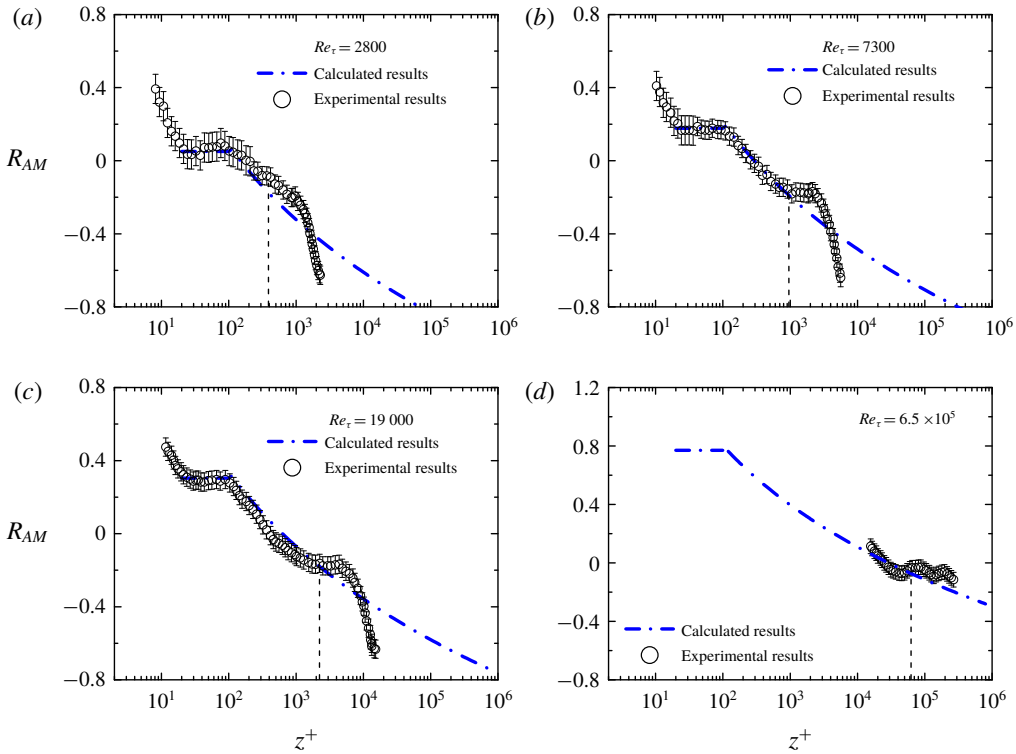 (a)
0.8
0.4
0
−0.4
−0.8
R_AM
Re_τ = 2800
Calculated results
Experimental results
10^1 10^2 10^3 10^4 10^5 10^6
(b)
0.8
0.4
0
−0.4
−0.8
Re_τ = 7300
Calculated results
Experimental results
10^1 10^2 10^3 10^4 10^5 10^6
(c)
0.8
0.4
0
−0.4
−0.8
R_AM
Re_τ = 19 000
Calculated results
Experimental results
10^1 10^2 10^3 10^4 10^5 10^6
z^+
(d)
1.2
0.8
0.4
0
−0.4
−0.8
Re_τ = 6.5 ×10^5
Calculated results
Experimental results
10^1 10^2 10^3 10^4 10^5 10^6
z^+